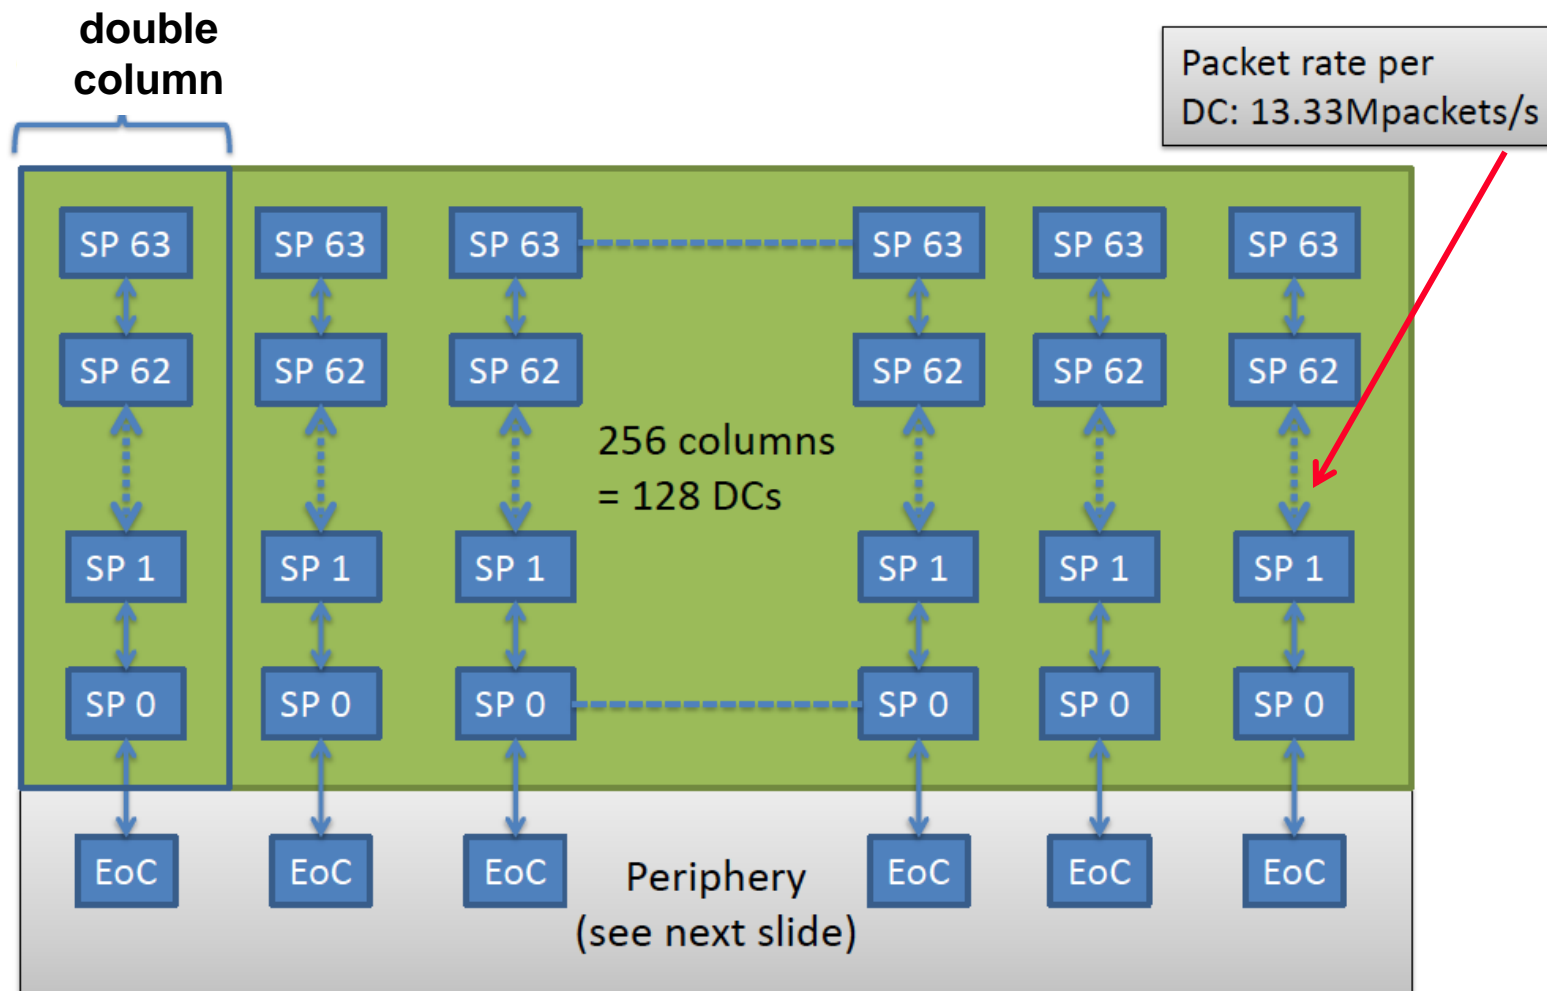 double
column
Packet rate per
DC: 13.33Mpackets/s
SP 63 SP 63 SP 63 SP 63 SP 63 SP 63
SP 62 SP 62 SP 62 SP 62 SP 62 SP 62
256 columns
= 128 DCs
SP 1 SP 1 SP 1 SP 1 SP 1 SP 1
SP 0 SP 0 SP 0 SP 0 SP 0 SP 0
EoC EoC EoC EoC EoC EoC
Periphery
(see next slide)